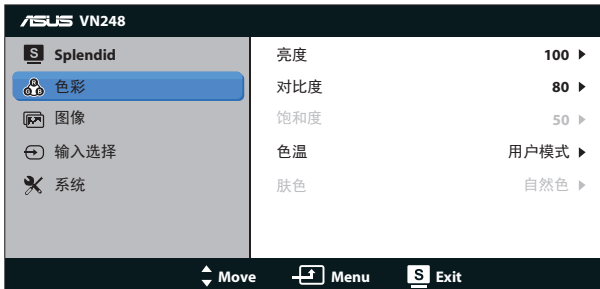 ASUS VN248
S Splendid
色彩
图像
输入选择
系统
亮度 100
对比度 80
饱和度 50
色温 用户模式
肤色 自然色
Move Menu S Exit